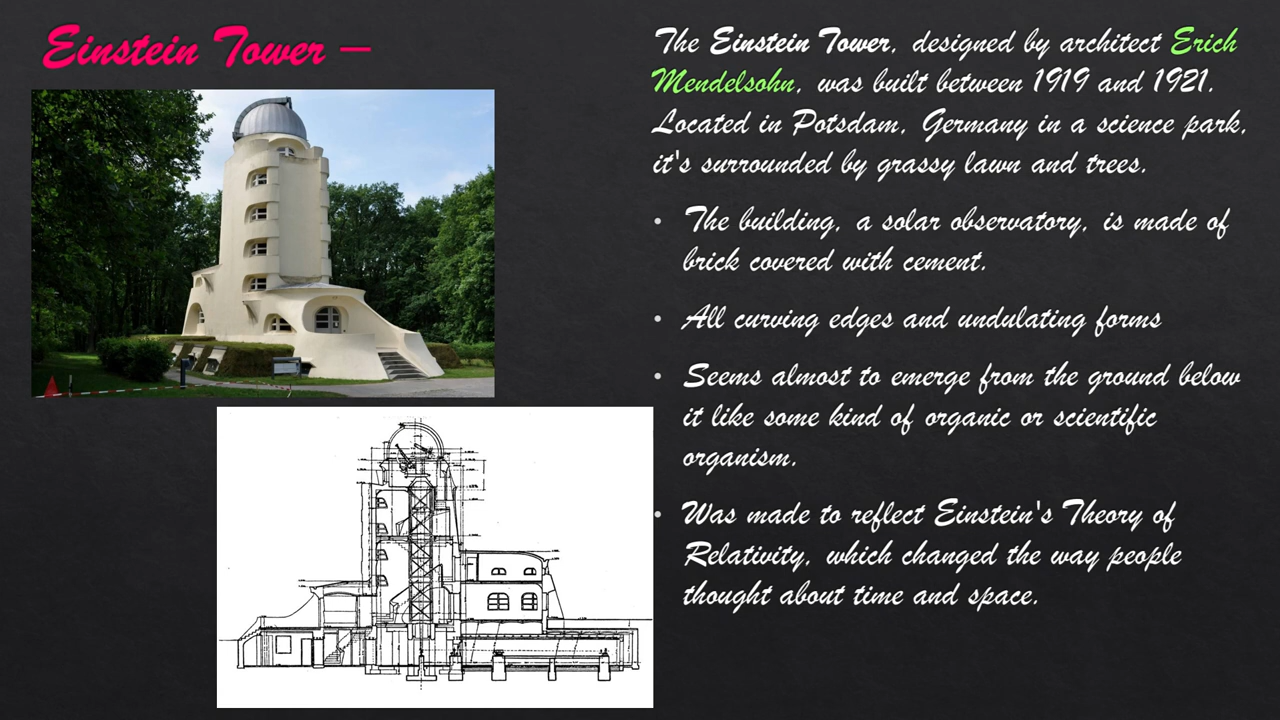 Einstein Tower –
The Einstein Tower, designed by architect Erich
Mendelsohn, was built between 1919 and 1921.
Located in Potsdam, Germany in a science park,
it's surrounded by grassy lawn and trees.
• The building, a solar observatory, is made of
brick covered with cement.
• All curving edges and undulating forms
• Seems almost to emerge from the ground below
it like some kind of organic or scientific
organism.
• Was made to reflect Einstein's Theory of
Relativity, which changed the way people
thought about time and space.